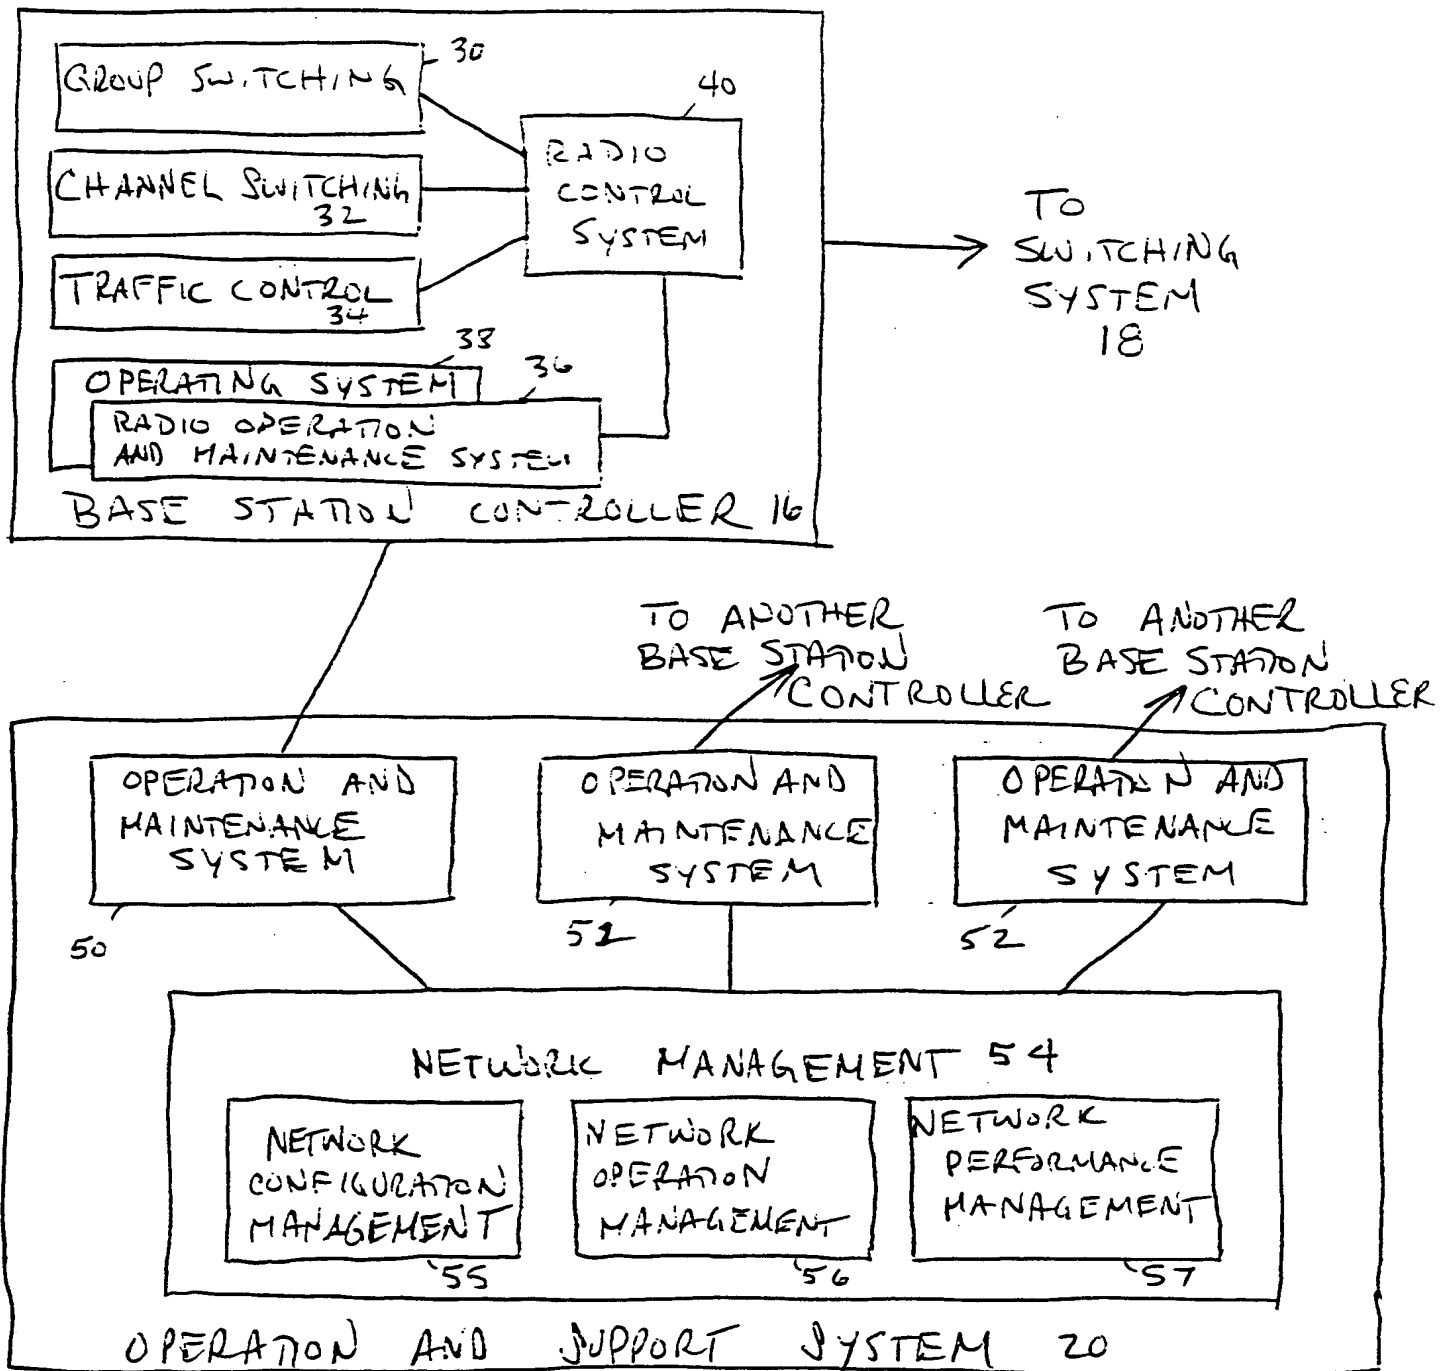 GROUP SWITCHING
30
CHANNEL SWITCHING
32
TRAFFIC CONTROL
34
40
RADIO
CONTROL
SYSTEM
TO
SWITCHING
SYSTEM
18
OPERATING SYSTEM
38
36
RADIO OPERATION
AND MAINTENANCE SYSTEM
BASE STATION CONTROLLER 16
TO ANOTHER
BASE STATION
CONTROLLER
TO ANOTHER
BASE STATION
CONTROLLER
OPERATION AND
MAINTENANCE
SYSTEM
50
OPERATION AND
MAINTENANCE
SYSTEM
52
OPERATION AND
MAINTENANCE
SYSTEM
52
NETWORK MANAGEMENT 54
NETWORK
CONFIGURATION
MANAGEMENT
55
NETWORK
OPERATION
MANAGEMENT
56
NETWORK
PERFORMANCE
MANAGEMENT
57
OPERATION AND SUPPORT SYSTEM 20